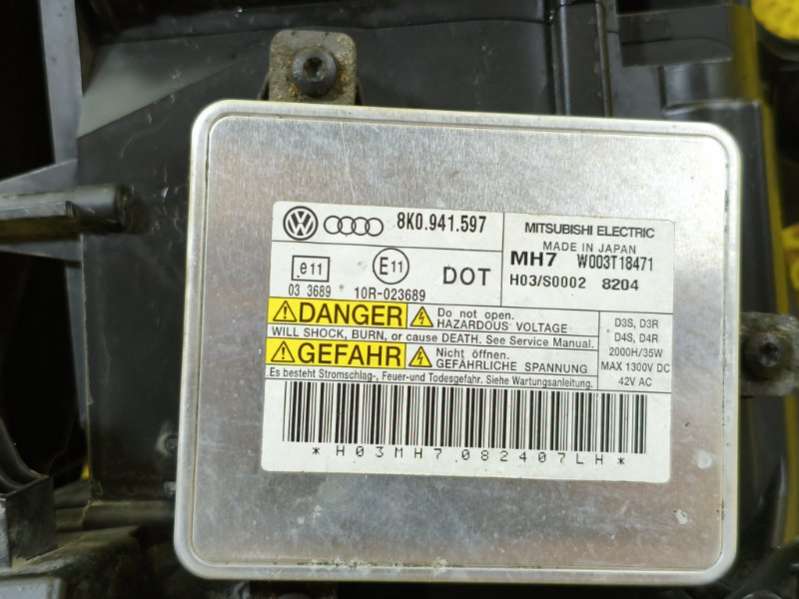 8K0.941.597
MITSUBISHI ELECTRIC
MADE IN JAPAN
MH7 W003T18471
H03/S0002 8204
e11 E11 DOT
03 3689 * 10R-023689
DANGER Do not open.
HAZARDOUS VOLTAGE
WILL SHOCK, BURN, or cause DEATH. See Service Manual.
GEFAHR Nicht öffnen.
GEFÄHRLICHE SPANNUNG
Es besteht Stromschlag-, Feuer-und Todesgefahr. Siehe Wartungsanleitung.
D3S, D3R
D4S, D4R
2000H/35W
MAX 1300V DC
42V AC
*H03MH7082407LH*